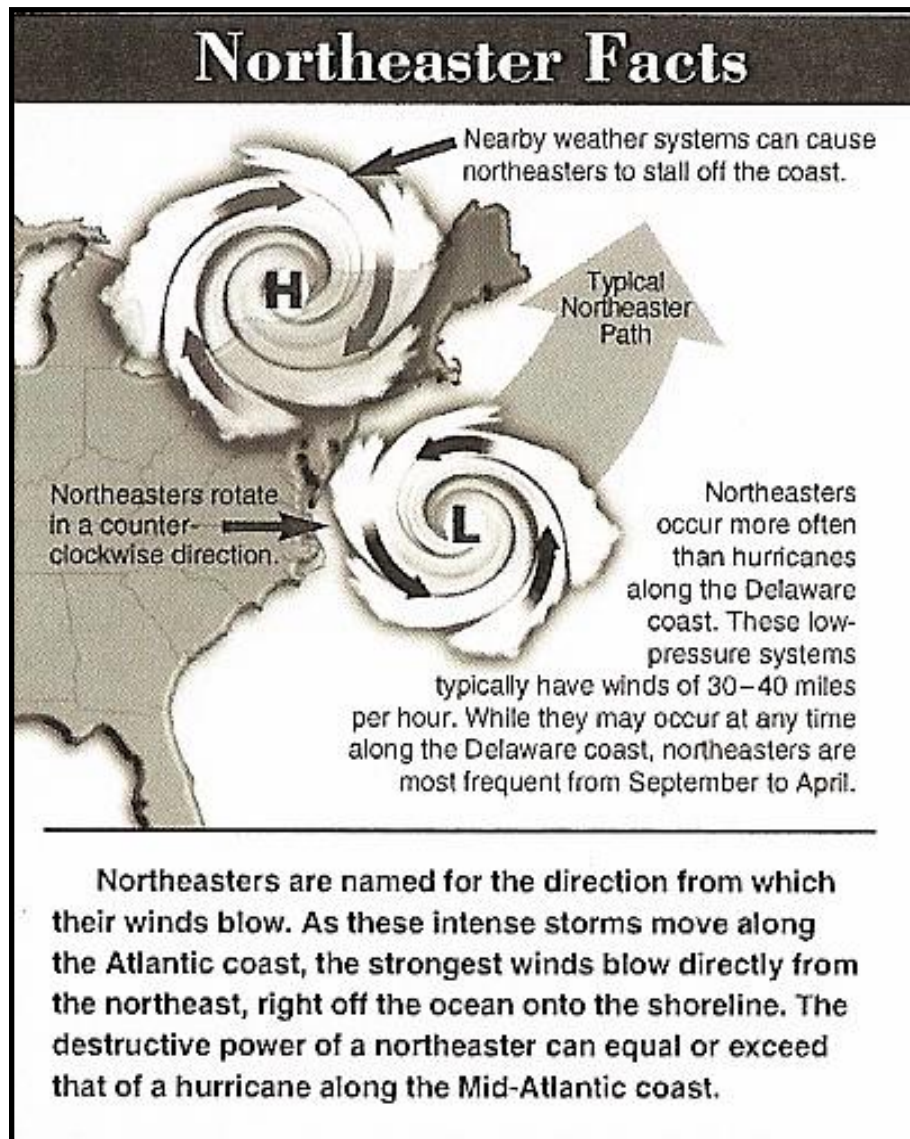 Northeaster Facts
Nearby weather systems can cause
northeasters to stall off the coast.
H
Typical
Northeaster
Path
Northeasters rotate
in a counter-
clockwise direction.
L
Northeasters
occur more often
than hurricanes
along the Delaware
coast. These low-
pressure systems
typically have winds of 30–40 miles
per hour. While they may occur at any time
along the Delaware coast, northeasters are
most frequent from September to April.
Northeasters are named for the direction from which
their winds blow. As these intense storms move along
the Atlantic coast, the strongest winds blow directly from
the northeast, right off the ocean onto the shoreline. The
destructive power of a northeaster can equal or exceed
that of a hurricane along the Mid-Atlantic coast.